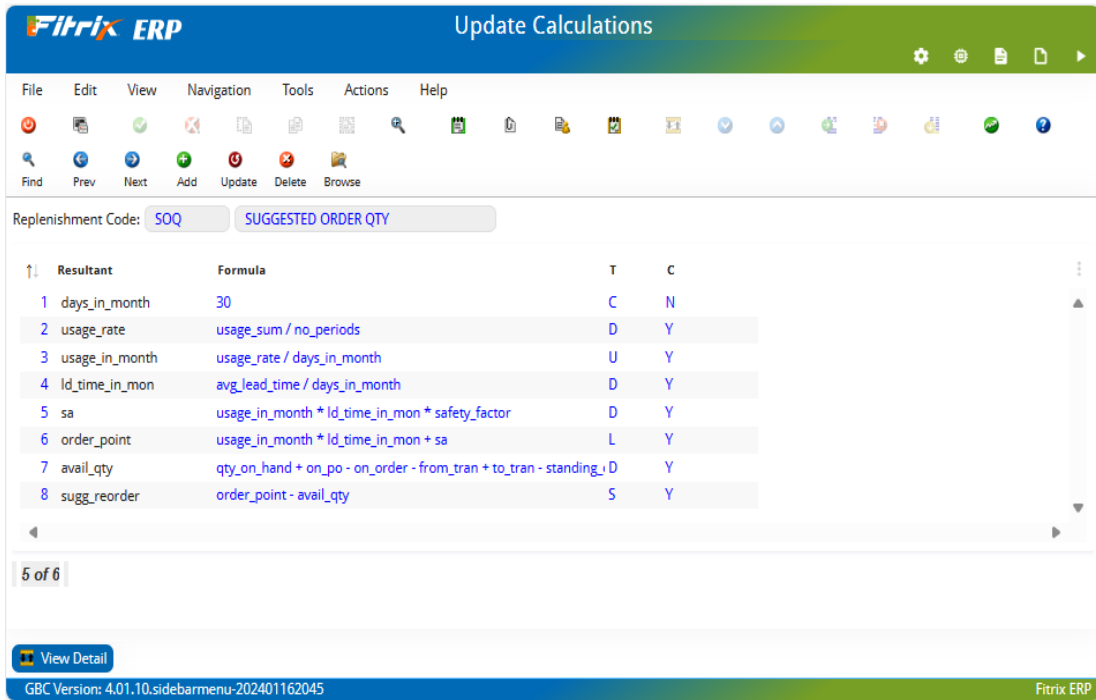 Fitrix ERP
Update Calculations
File Edit View Navigation Tools Actions Help
Find Prev Next Add Update Delete Browse
Replenishment Code: SOQ SUGGESTED ORDER QTY
Resultant Formula T C
1 days_in_month 30 C N
2 usage_rate usage_sum / no_periods D Y
3 usage_in_month usage_rate / days_in_month U Y
4 ld_time_in_mon avg_lead_time / days_in_month D Y
5 sa usage_in_month * ld_time_in_mon * safety_factor D Y
6 order_point usage_in_month * ld_time_in_mon + sa L Y
7 avail_qty qty_on_hand + on_po - on_order - from_tran + to_tran - standing_ D Y
8 sugg_reorder order_point - avail_qty S Y
5 of 6
View Detail
GBC Version: 4.01.10.sidebarmenu-202401162045 Fitrix ERP